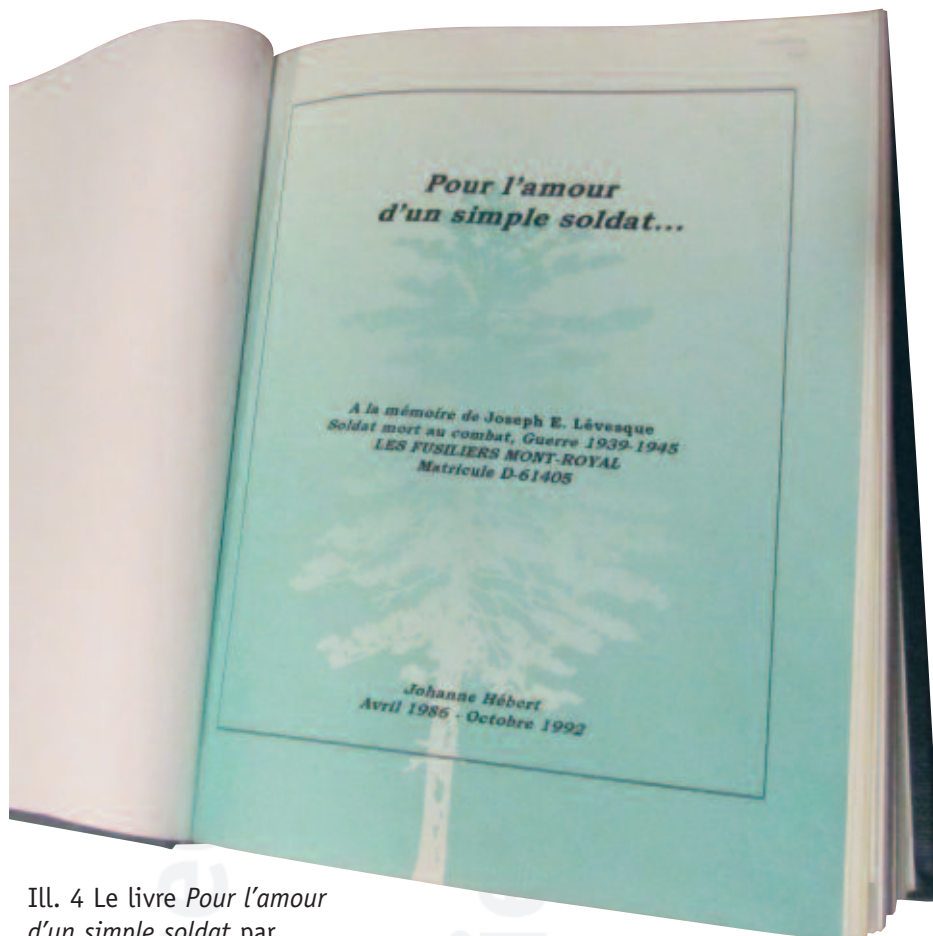 Pour l'amour
d'un simple soldat...
A la mémoire de Joseph E. Lévesque
Soldat mort au combat, Guerre 1939-1945
LES FUSILIERS MONT-ROYAL
Matricule D-61405
Johanne Hébert
Avril 1986 - Octobre 1992
Ill. 4 Le livre Pour l'amour
d'un simple soldat par